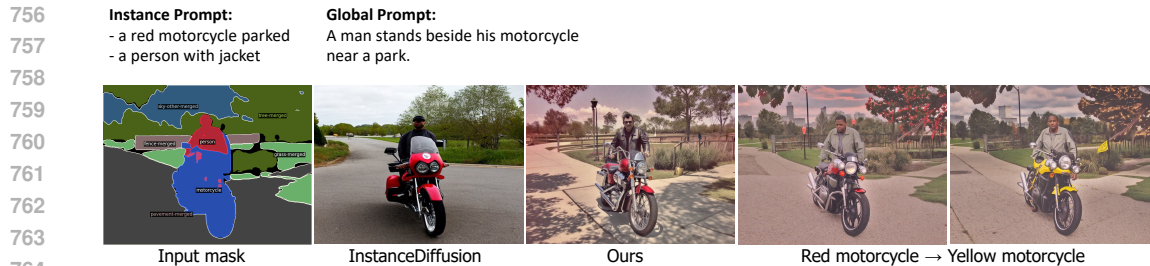 756
757
758
759
760
761
762
763
Instance Prompt:
- a red motorcycle parked
- a person with jacket
Global Prompt:
A man stands beside his motorcycle
near a park.
sky-other-merged
tree-merged
person
fence-merged
grass-merged
motorcycle
pavement-merged
Input mask
InstanceDiffusion
Ours
Red motorcycle → Yellow motorcycle